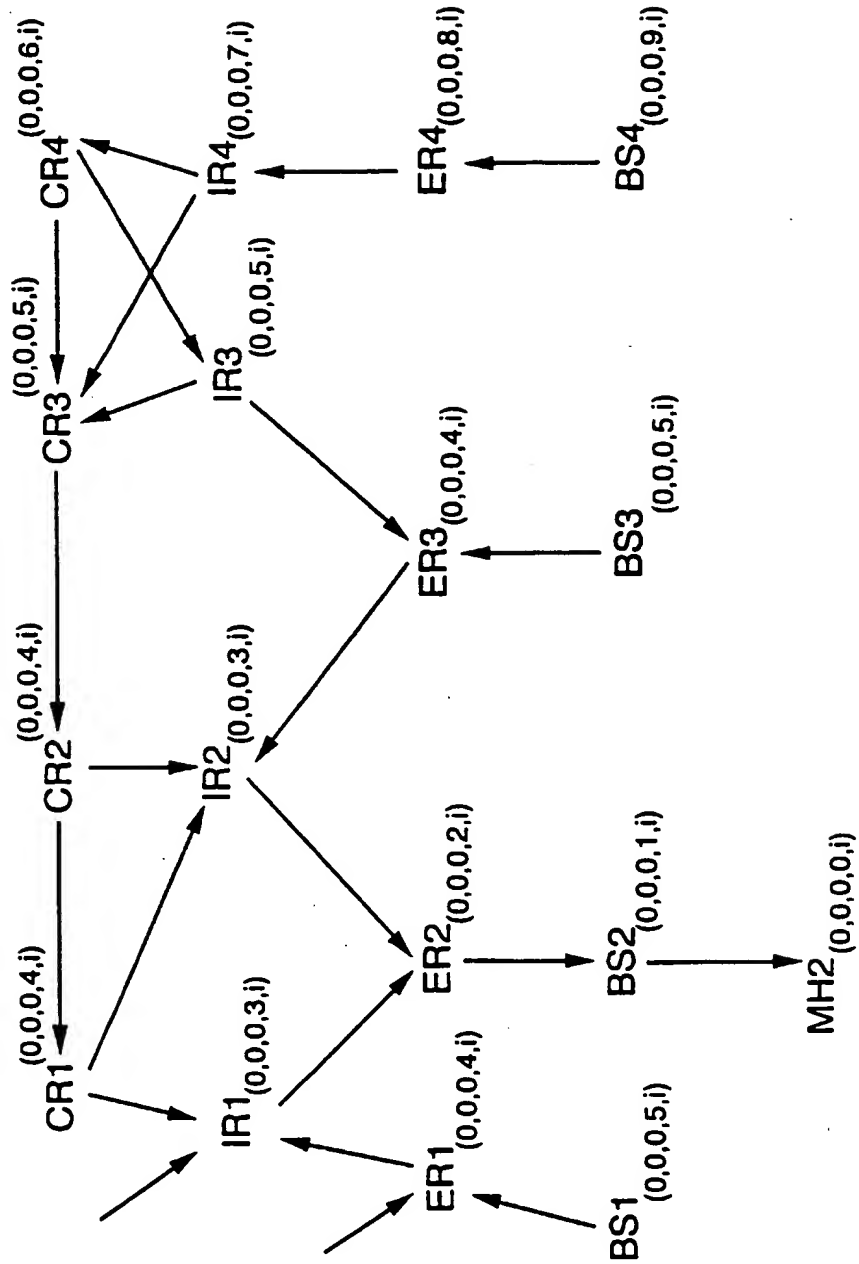 CR1 (0,0,0,4,i)
CR2 (0,0,0,4,i)
CR3 (0,0,0,5,i)
CR4 (0,0,0,6,i)
IR1 (0,0,0,3,i)
IR2 (0,0,0,3,i)
IR3 (0,0,0,5,i)
IR4 (0,0,0,7,i)
ER1 (0,0,0,4,i)
ER2 (0,0,0,2,i)
ER3 (0,0,0,4,i)
ER4 (0,0,0,8,i)
BS1 (0,0,0,5,i)
BS2 (0,0,0,1,i)
BS3 (0,0,0,5,i)
BS4 (0,0,0,9,i)
MH2 (0,0,0,0,i)